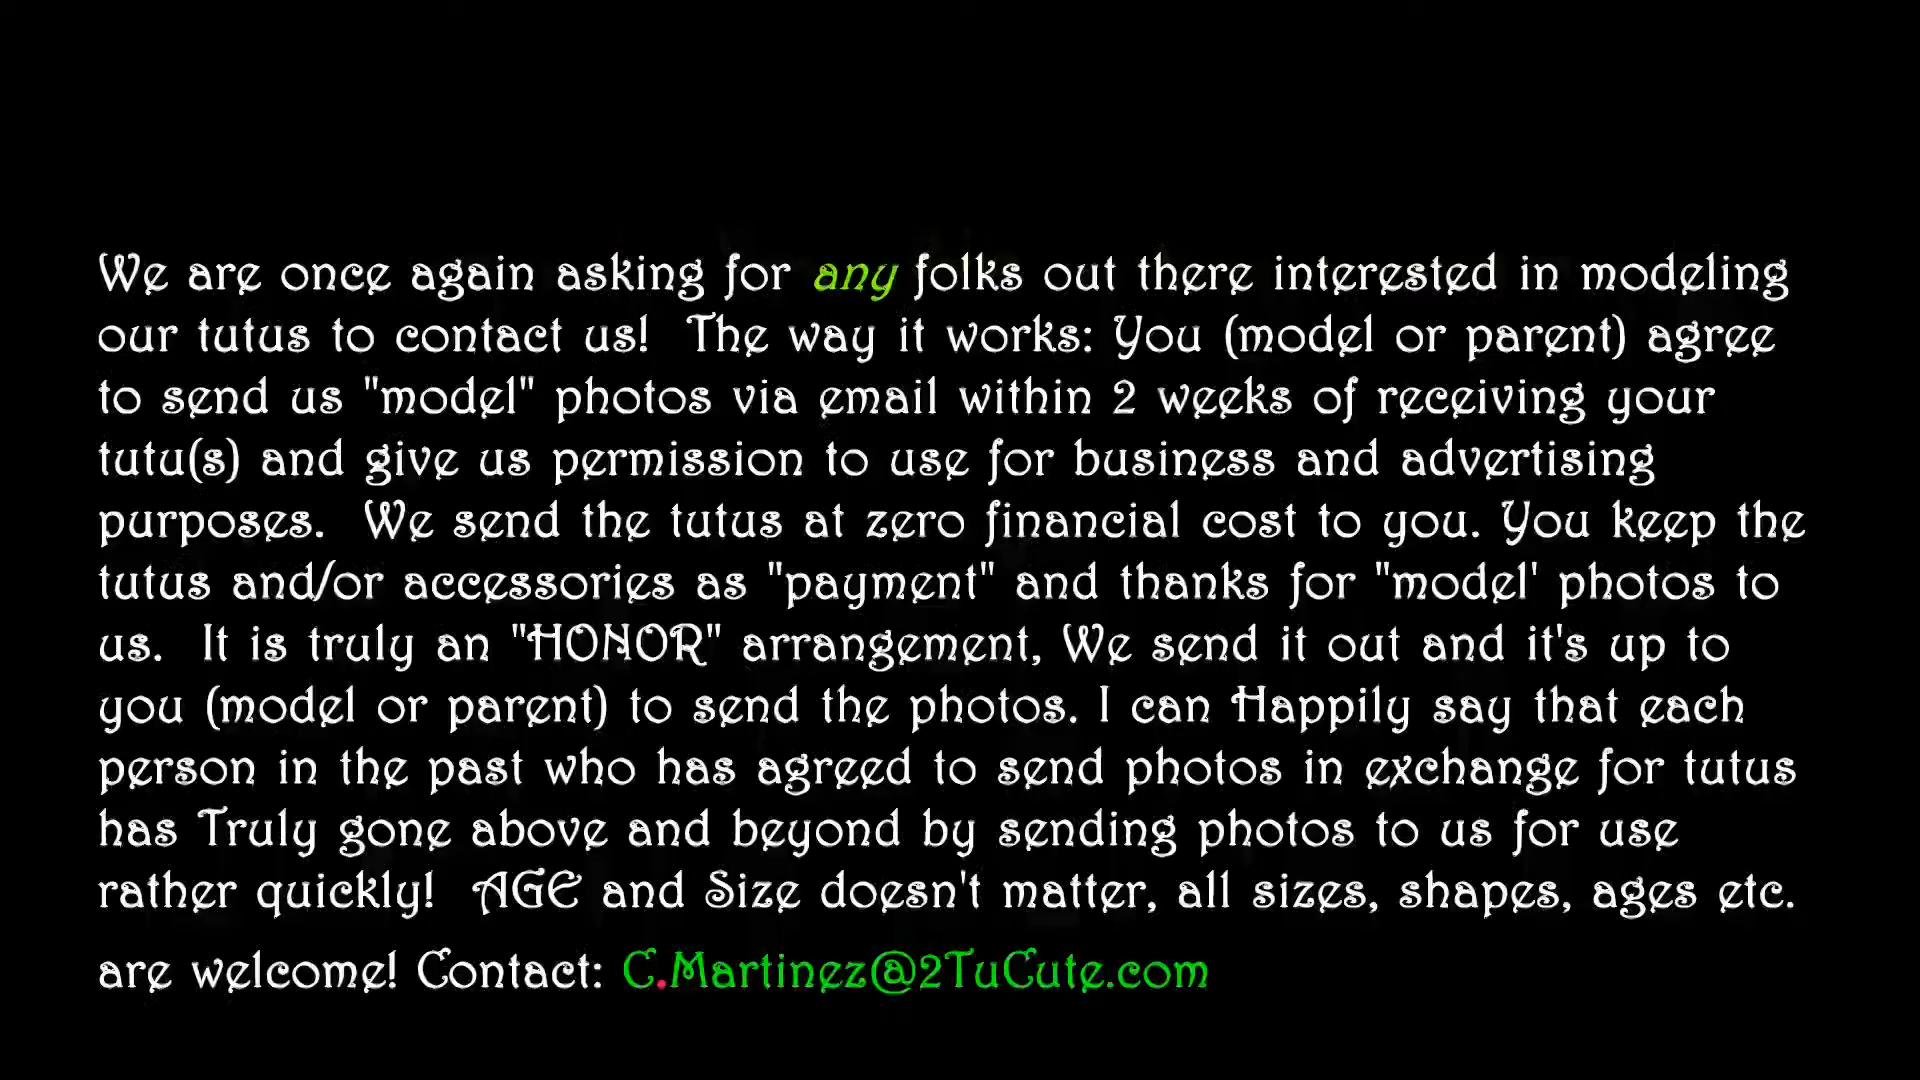 We are once again asking for any folks out there interested in modeling
our tutus to contact us!  The way it works: You (model or parent) agree
to send us "model" photos via email within 2 weeks of receiving your
tutu(s) and give us permission to use for business and advertising
purposes.  We send the tutus at zero financial cost to you. You keep the
tutus and/or accessories as "payment" and thanks for "model' photos to
us.  It is truly an "HONOR" arrangement, We send it out and it's up to
you (model or parent) to send the photos. I can Happily say that each
person in the past who has agreed to send photos in exchange for tutus
has Truly gone above and beyond by sending photos to us for use
rather quickly!  AGE and Size doesn't matter, all sizes, shapes, ages etc.
are welcome! Contact: C.Martinez@2TuCute.com